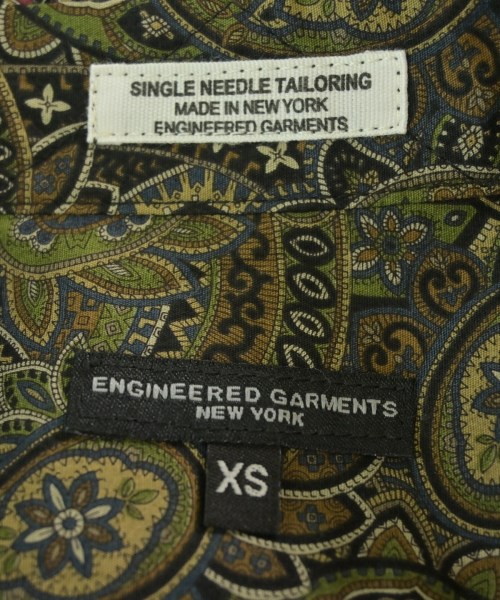 SINGLE NEEDLE TAILORING
MADE IN NEW YORK
ENGINEERED GARMENTS
ENGINEERED GARMENTS
NEW YORK
XS